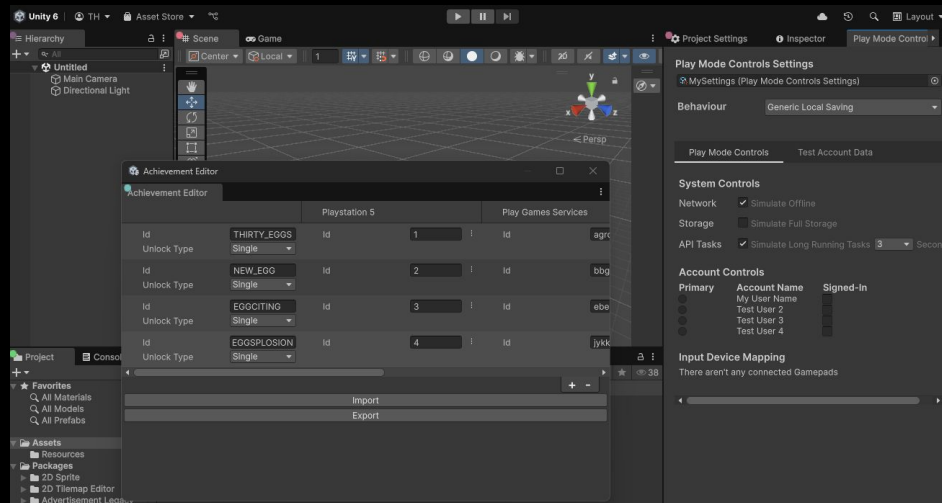 Unity 6 TH Asset Store Layout
Hierarchy
All
Untitled
Main Camera
Directional Light
Scene Game
Center Local 1 2D
y
x z
Persp
Project Settings Inspector Play Mode Control
Play Mode Controls Settings
MySettings (Play Mode Controls Settings)
Behaviour Generic Local Saving
Play Mode Controls Test Account Data
System Controls
Network Simulate Offline
Storage Simulate Full Storage
API Tasks Simulate Long Running Tasks 3 Secon
Account Controls
Primary Account Name Signed-In
My User Name
Test User 2
Test User 3
Test User 4
Input Device Mapping
There aren't any connected Gamepads
Achievement Editor
Achievement Editor
Playstation 5 Play Games Services
Id THIRTY_EGGS Id 1 Id
Unlock Type Single
Id NEW_EGG Id 2 Id bbg
Unlock Type Single
Id EGGCITING Id 3 Id ebe
Unlock Type Single
Id EGGSPLOSION Id 4 Id jykk
Unlock Type Single
+ -
Import
Export
Project Consol
38
Favorites
All Materials
All Models
All Prefabs
Assets
Resources
Packages
2D Sprite
2D Tilemap Editor
Advertisement Legac